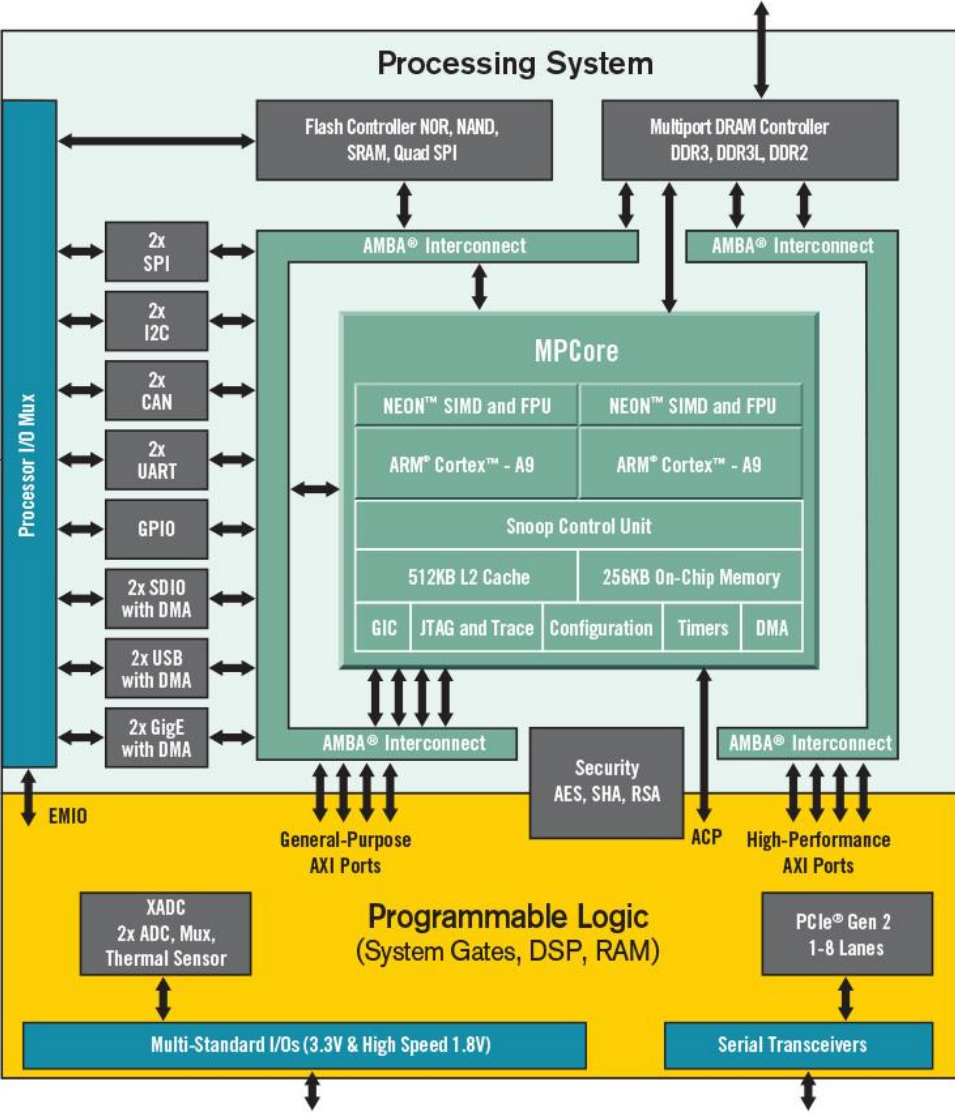 Processing System
Flash Controller NOR, NAND,
SRAM, Quad SPI
Multiport DRAM Controller
DDR3, DDR3L, DDR2
AMBA® Interconnect
AMBA® Interconnect
Processor I/O Mux
2x
SPI
2x
I2C
2x
CAN
2x
UART
GPIO
2x SDIO
with DMA
2x USB
with DMA
2x GigE
with DMA
MPCore
NEON™ SIMD and FPU
NEON™ SIMD and FPU
ARM® Cortex™ - A9
ARM® Cortex™ - A9
Snoop Control Unit
512KB L2 Cache
256KB On-Chip Memory
GIC
JTAG and Trace
Configuration
Timers
DMA
AMBA® Interconnect
AMBA® Interconnect
Security
AES, SHA, RSA
EMIO
General-Purpose
AXI Ports
ACP
High-Performance
AXI Ports
XADC
2x ADC, Mux,
Thermal Sensor
Programmable Logic
(System Gates, DSP, RAM)
PCIe® Gen 2
1-8 Lanes
Multi-Standard I/Os (3.3V & High Speed 1.8V)
Serial Transceivers